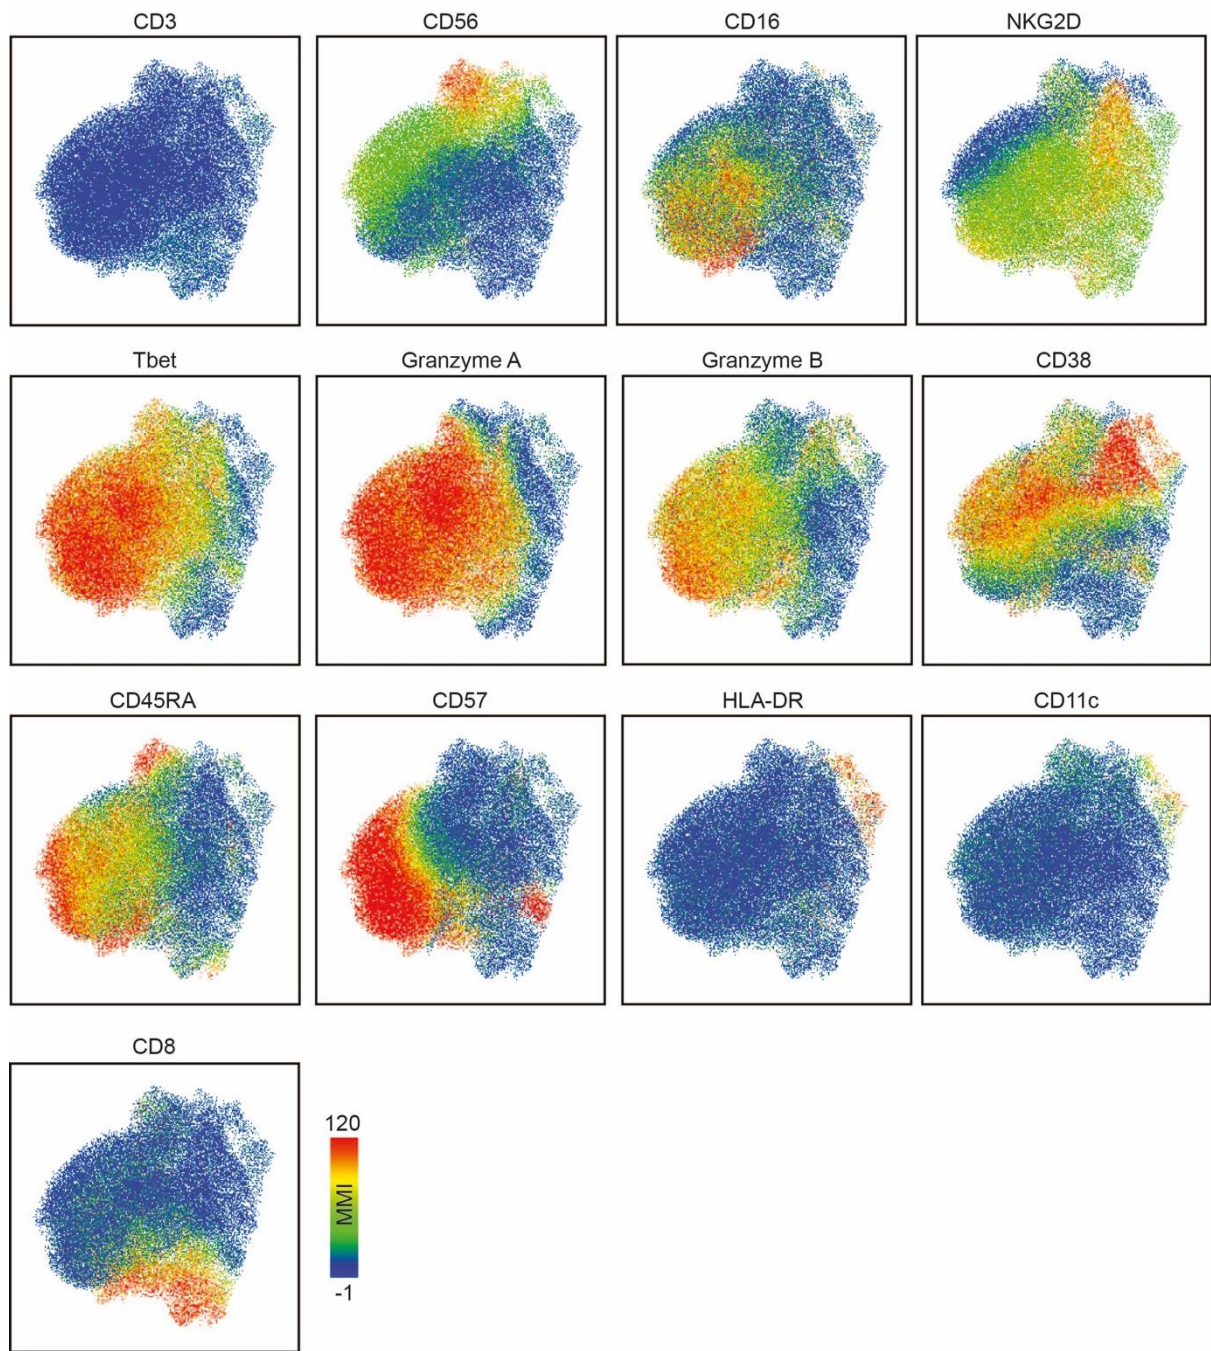 CD3
CD56
CD16
NKG2D
Tbet
Granzyme A
Granzyme B
CD38
CD45RA
CD57
HLA-DR
CD11c
CD8
120
MMI
-1